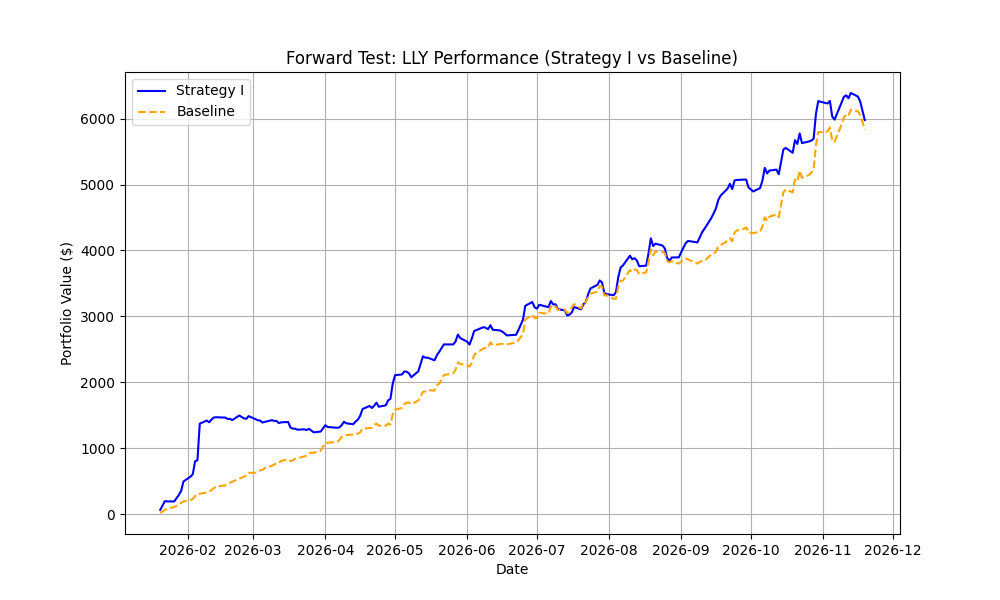 Forward Test: LLY Performance (Strategy I vs Baseline)
Strategy I
Baseline
Portfolio Value ($)
6000
5000
4000
3000
2000
1000
0
2026-02 2026-03 2026-04 2026-05 2026-06 2026-07 2026-08 2026-09 2026-10 2026-11 2026-12
Date